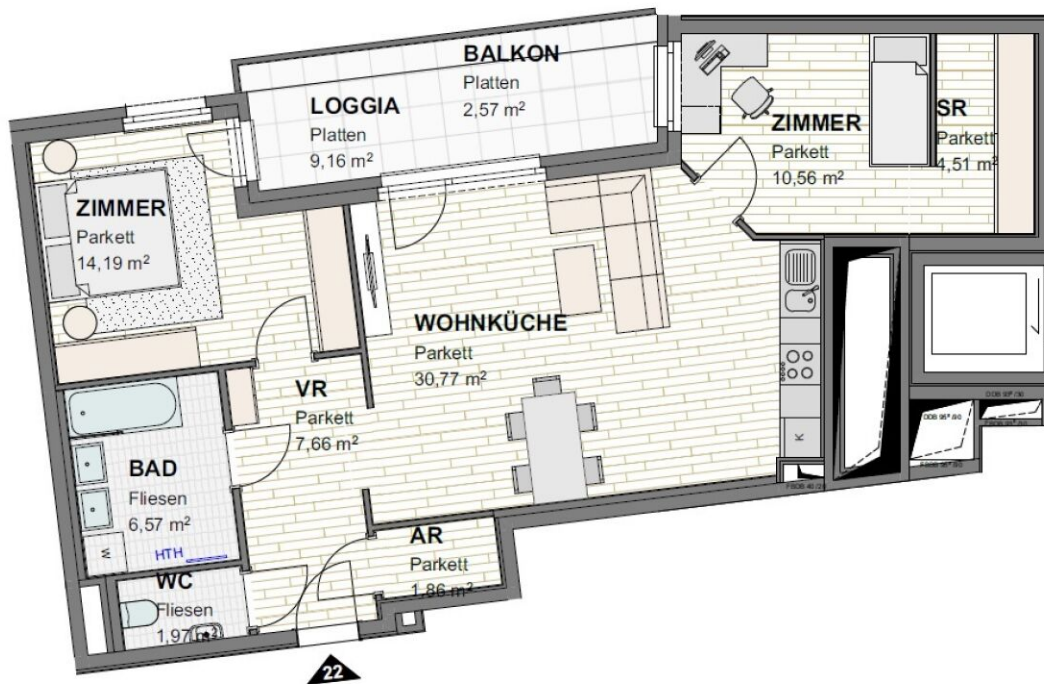 BALKON
Platten
2,57 m²
LOGGIA
Platten
9,16 m²
ZIMMER
Parkett
10,56 m²
SR
Parkett
4,51 m²
ZIMMER
Parkett
14,19 m²
WOHNKÜCHE
Parkett
30,77 m²
VR
Parkett
7,66 m²
BAD
Fliesen
6,57 m²
W
HTH
K
AR
Parkett
1,86 m²
WC
Fliesen
1,97 m²
22